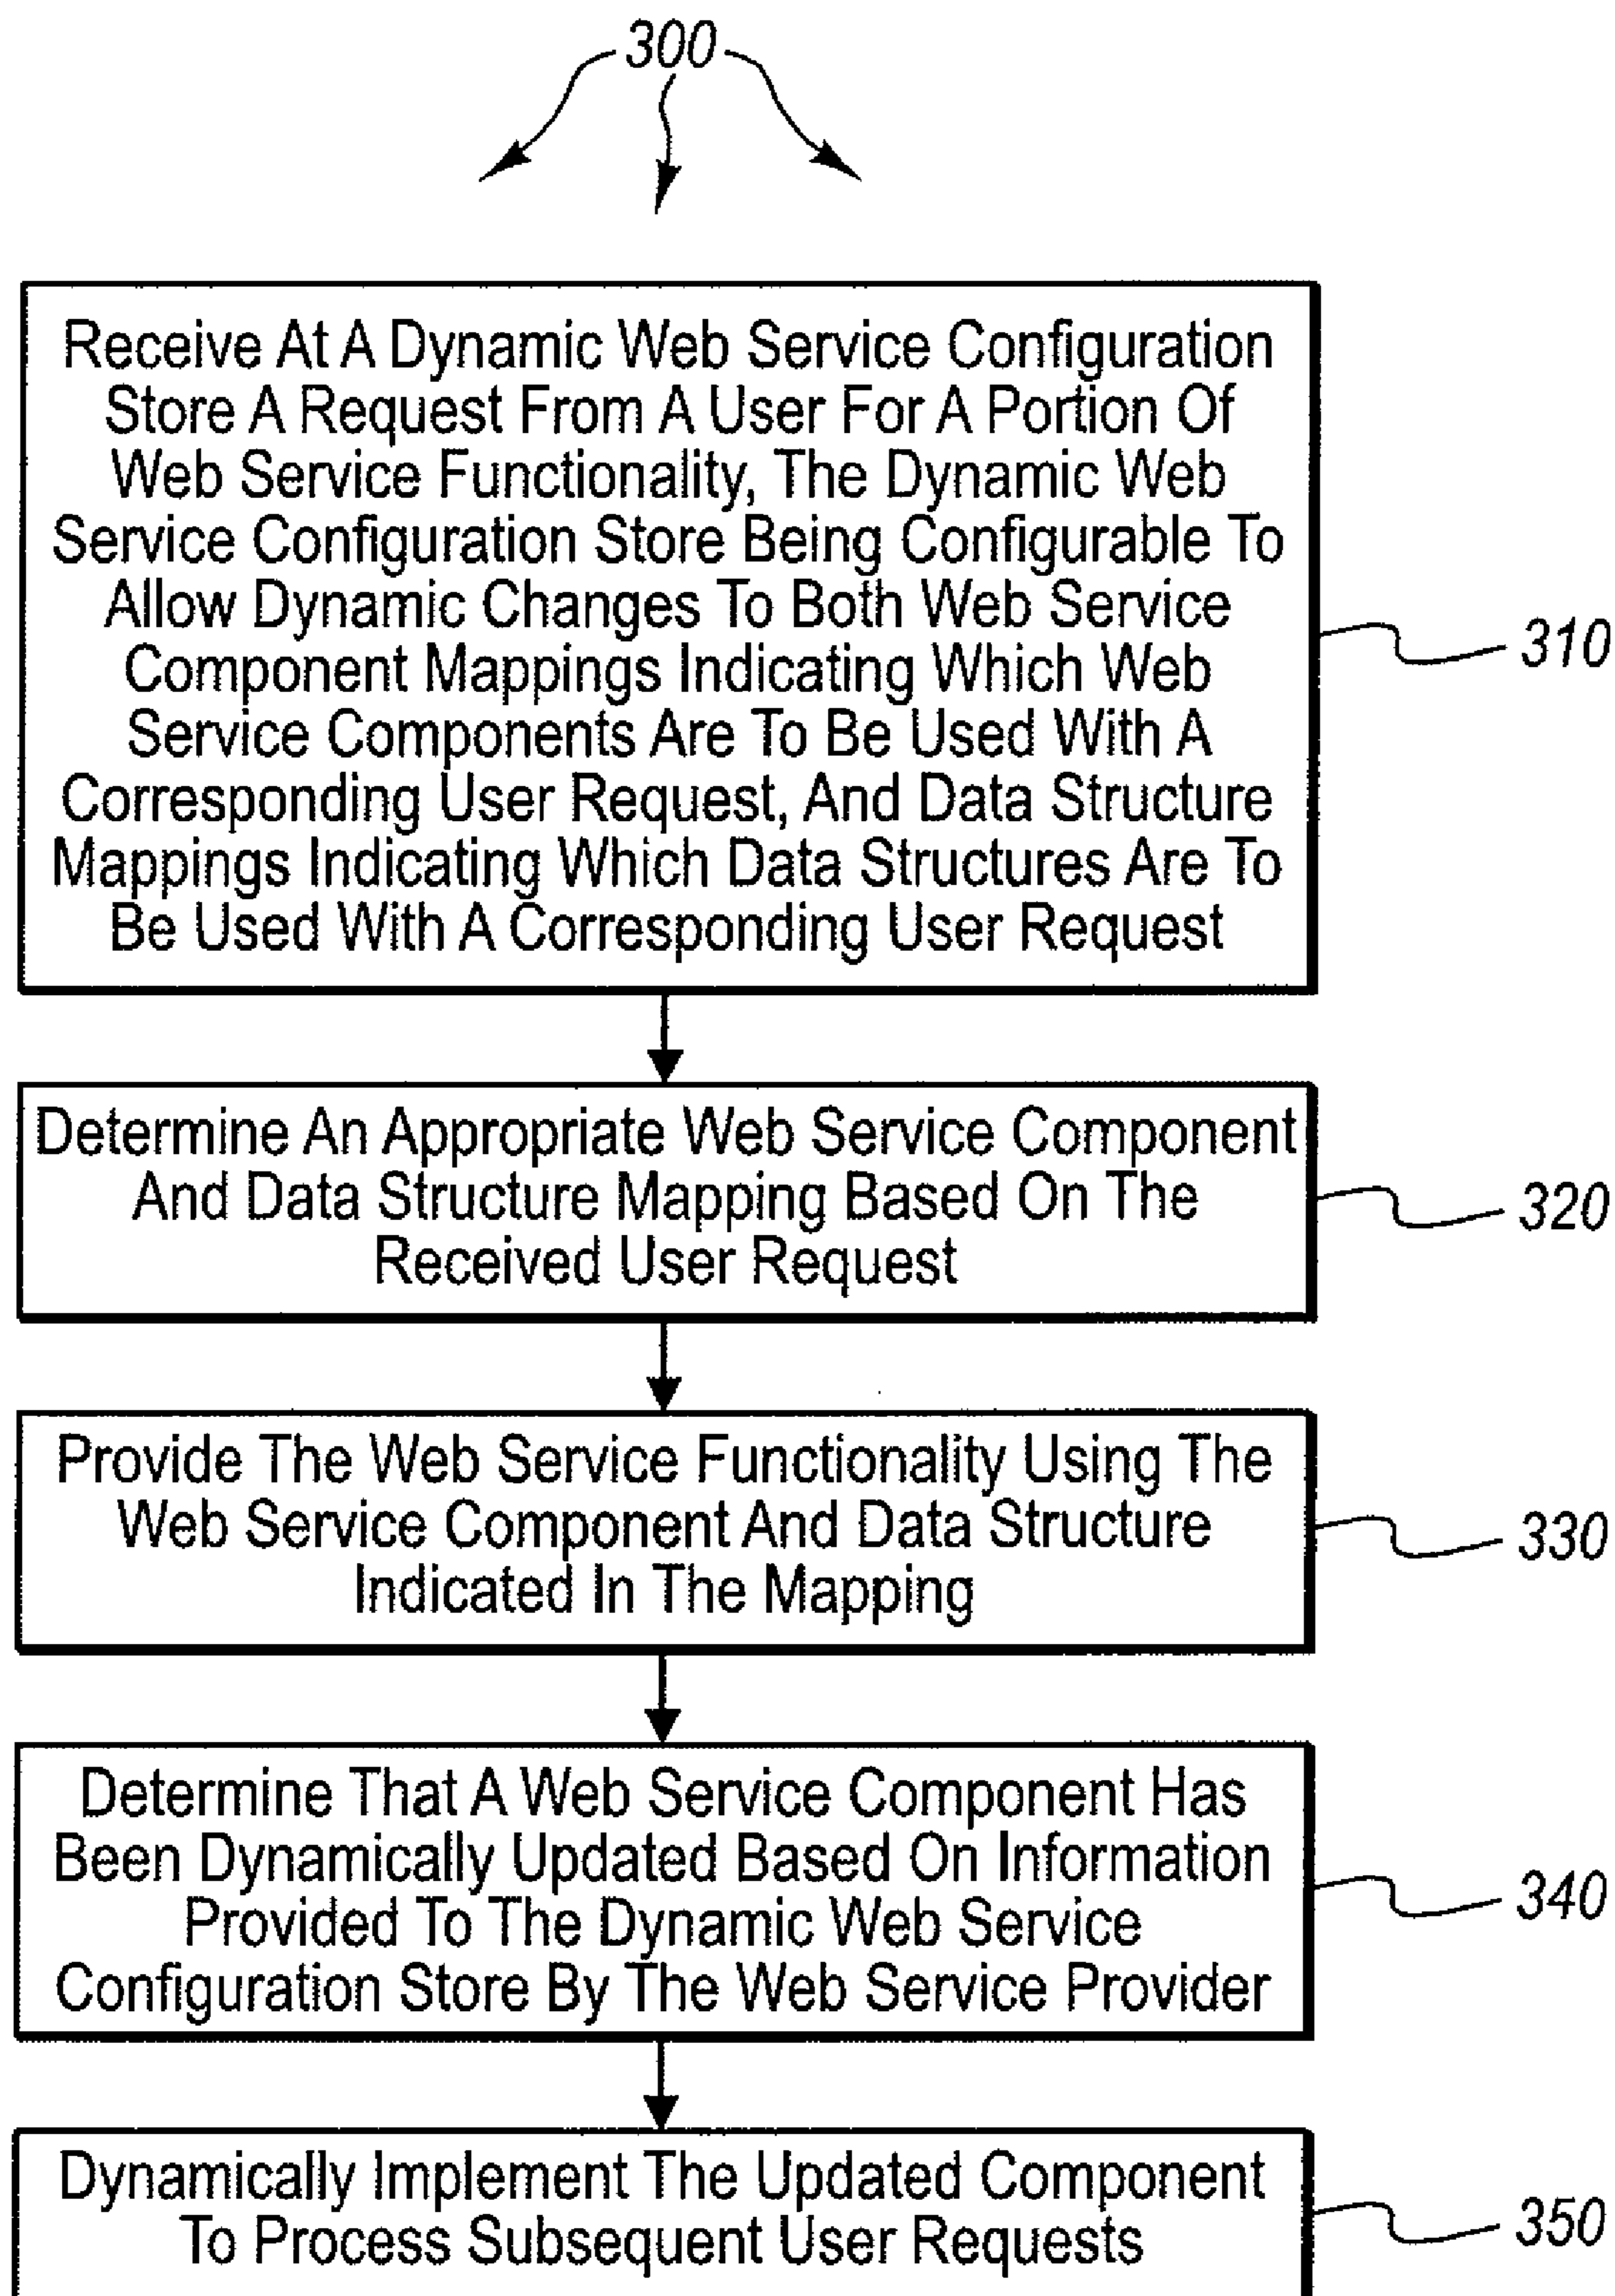 300
Receive At A Dynamic Web Service Configuration
Store A Request From A User For A Portion Of
Web Service Functionality, The Dynamic Web
Service Configuration Store Being Configurable To
Allow Dynamic Changes To Both Web Service
Component Mappings Indicating Which Web
Service Components Are To Be Used With A
Corresponding User Request, And Data Structure
Mappings Indicating Which Data Structures Are To
Be Used With A Corresponding User Request
310
Determine An Appropriate Web Service Component
And Data Structure Mapping Based On The
Received User Request
320
Provide The Web Service Functionality Using The
Web Service Component And Data Structure
Indicated In The Mapping
330
Determine That A Web Service Component Has
Been Dynamically Updated Based On Information
Provided To The Dynamic Web Service
Configuration Store By The Web Service Provider
340
Dynamically Implement The Updated Component
To Process Subsequent User Requests
350